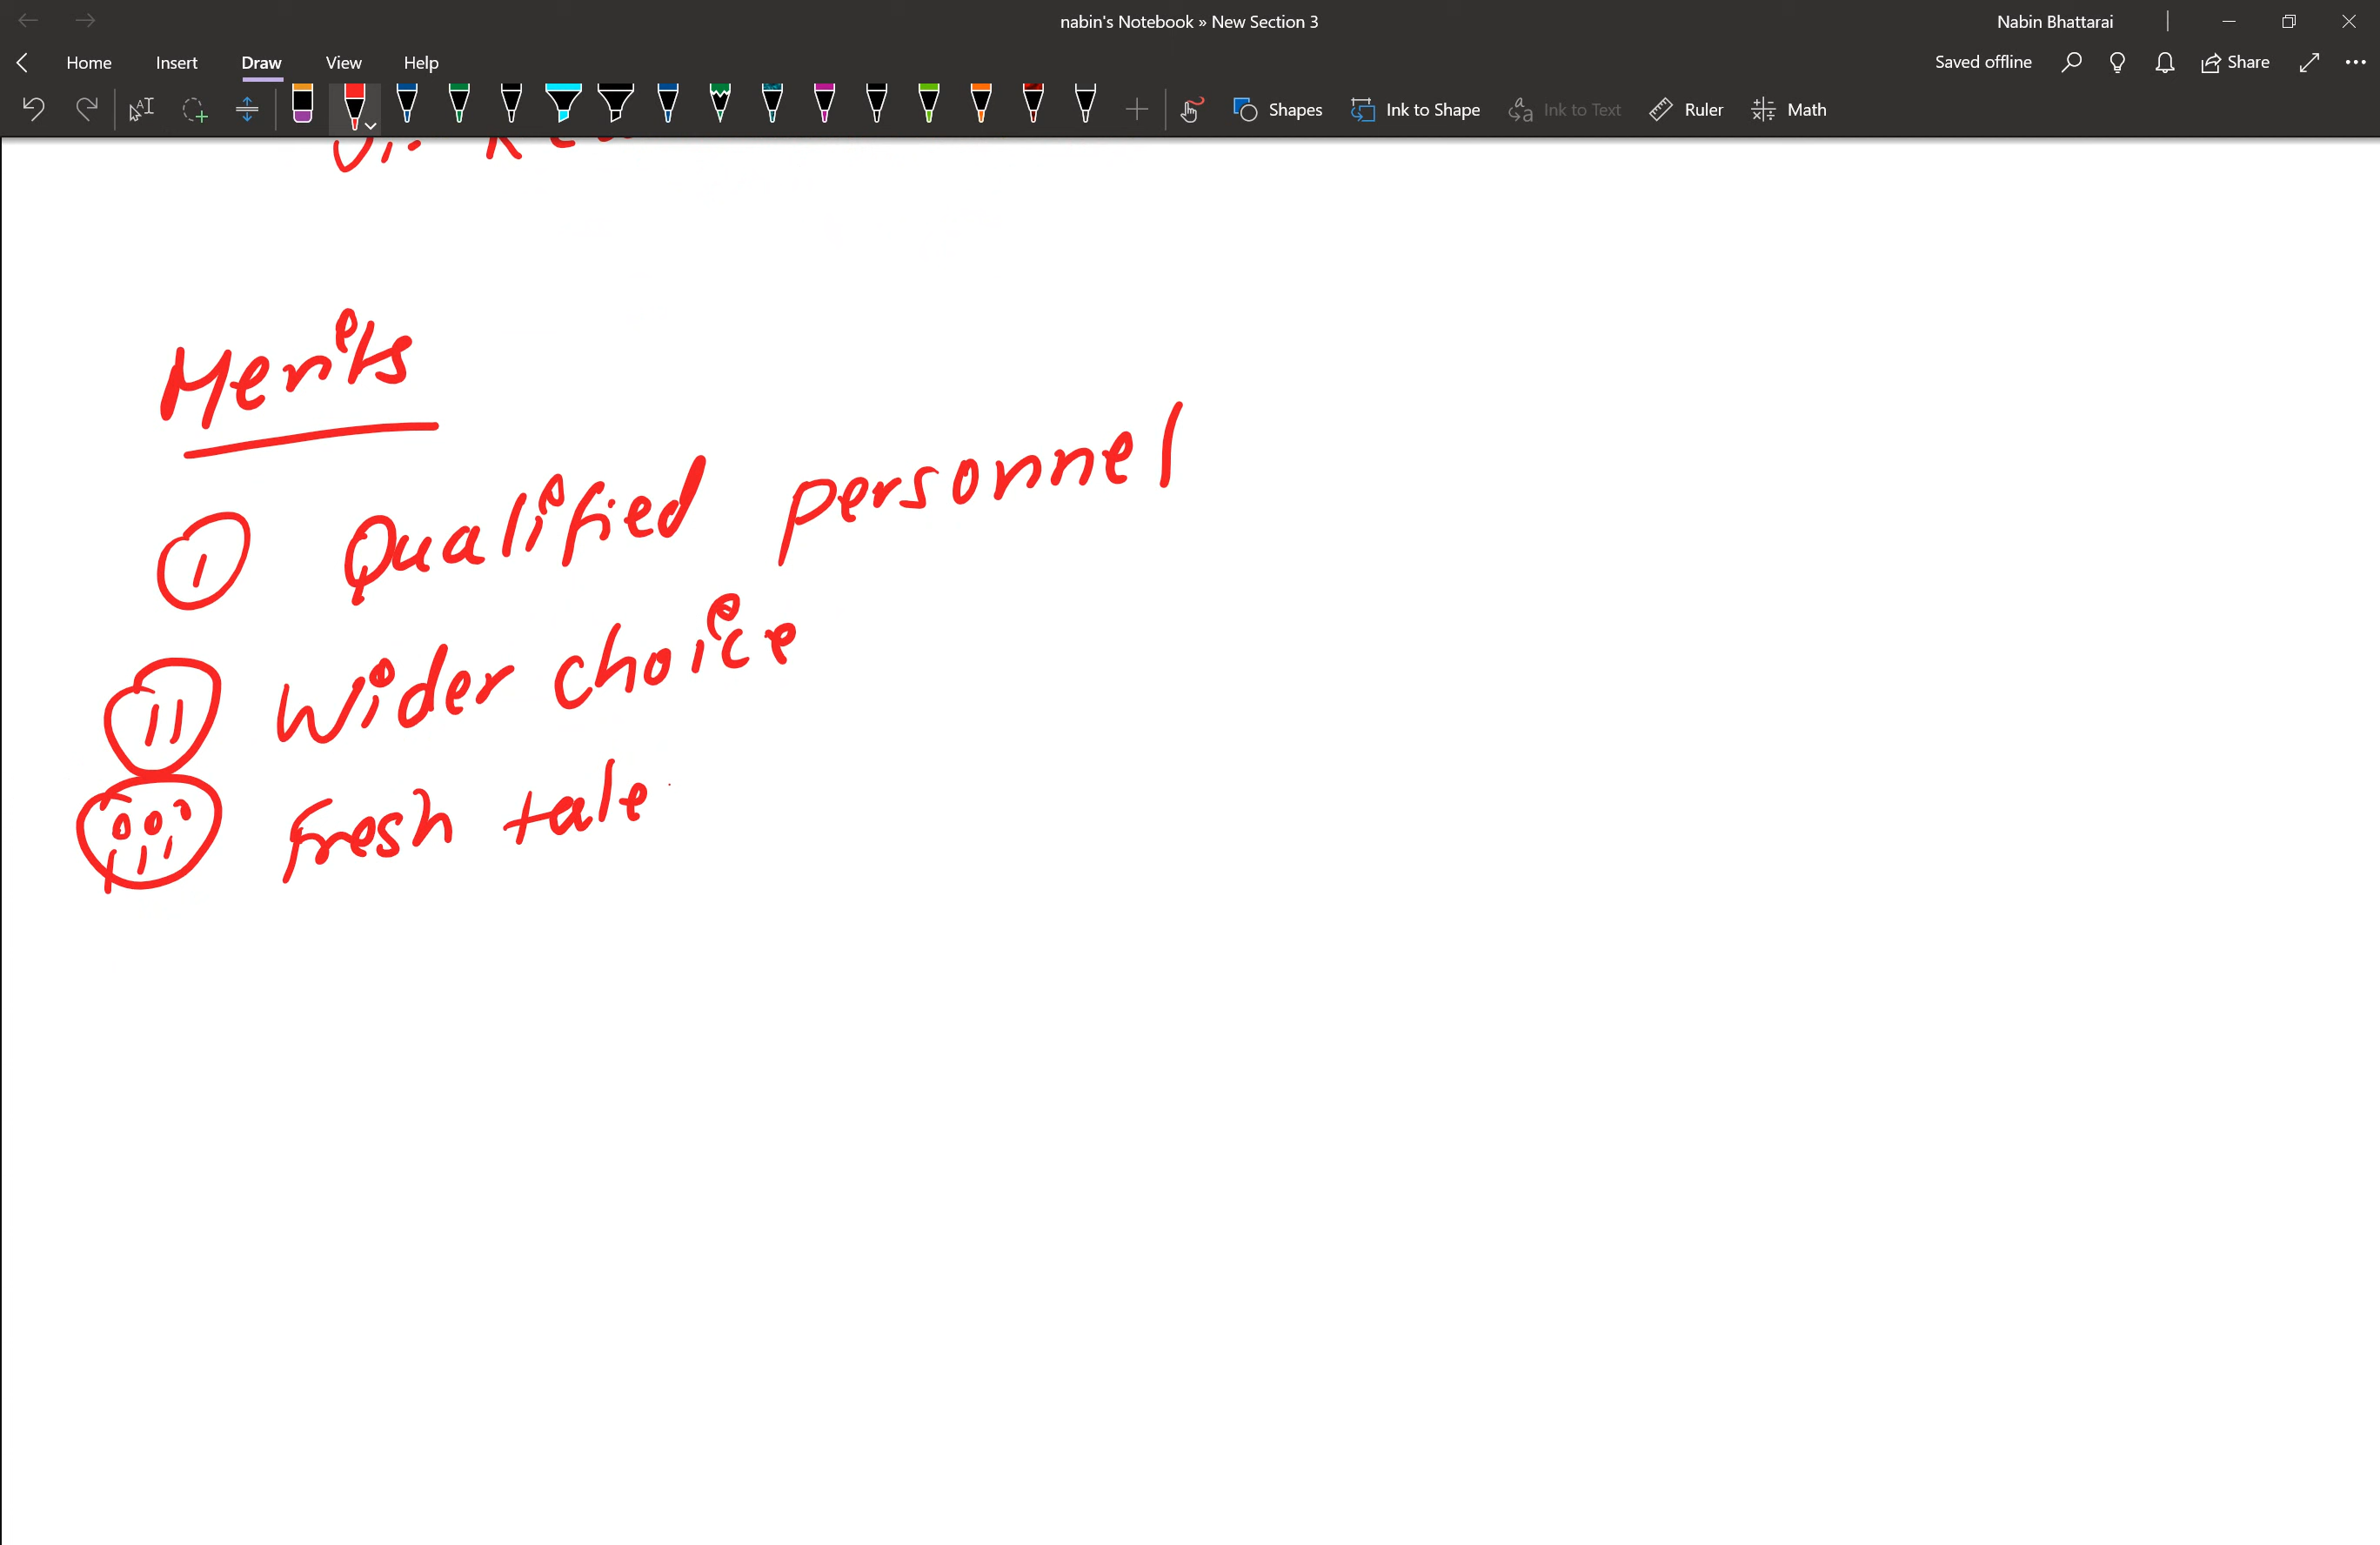 nabin's Notebook » New Section 3
Nabin Bhattarai
Home Insert Draw View Help
Saved offline
Share
Shapes
Ink to Shape
Ink to Text
Ruler
Math
Merits
i Qualified personnel
ii Wider choice
iii Fresh tale